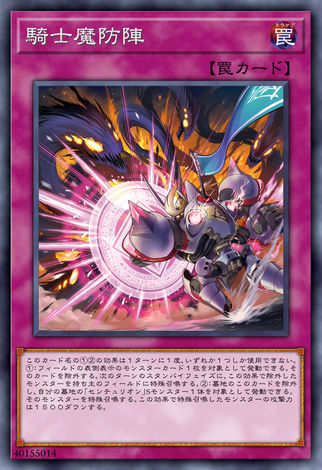 騎士魔防陣
トラップ
罠
【罠カード】
このカード名の①②の効果は１ターンに１度、いずれか１つしか使用できない。
①：フィールドの表側表示のモンスターカード１枚を対象として発動できる。そ
のカードを除外する。次のターンのスタンバイフェイズに、この効果で除外した
モンスターを持ち主のフィールドに特殊召喚する。②：墓地のこのカードを除外
し、自分の墓地の「センチュリオン」Sモンスター１体を対象として発動できる。
そのモンスターを特殊召喚する。この効果で特殊召喚したモンスターの攻撃力
は１５００ダウンする。
40155014